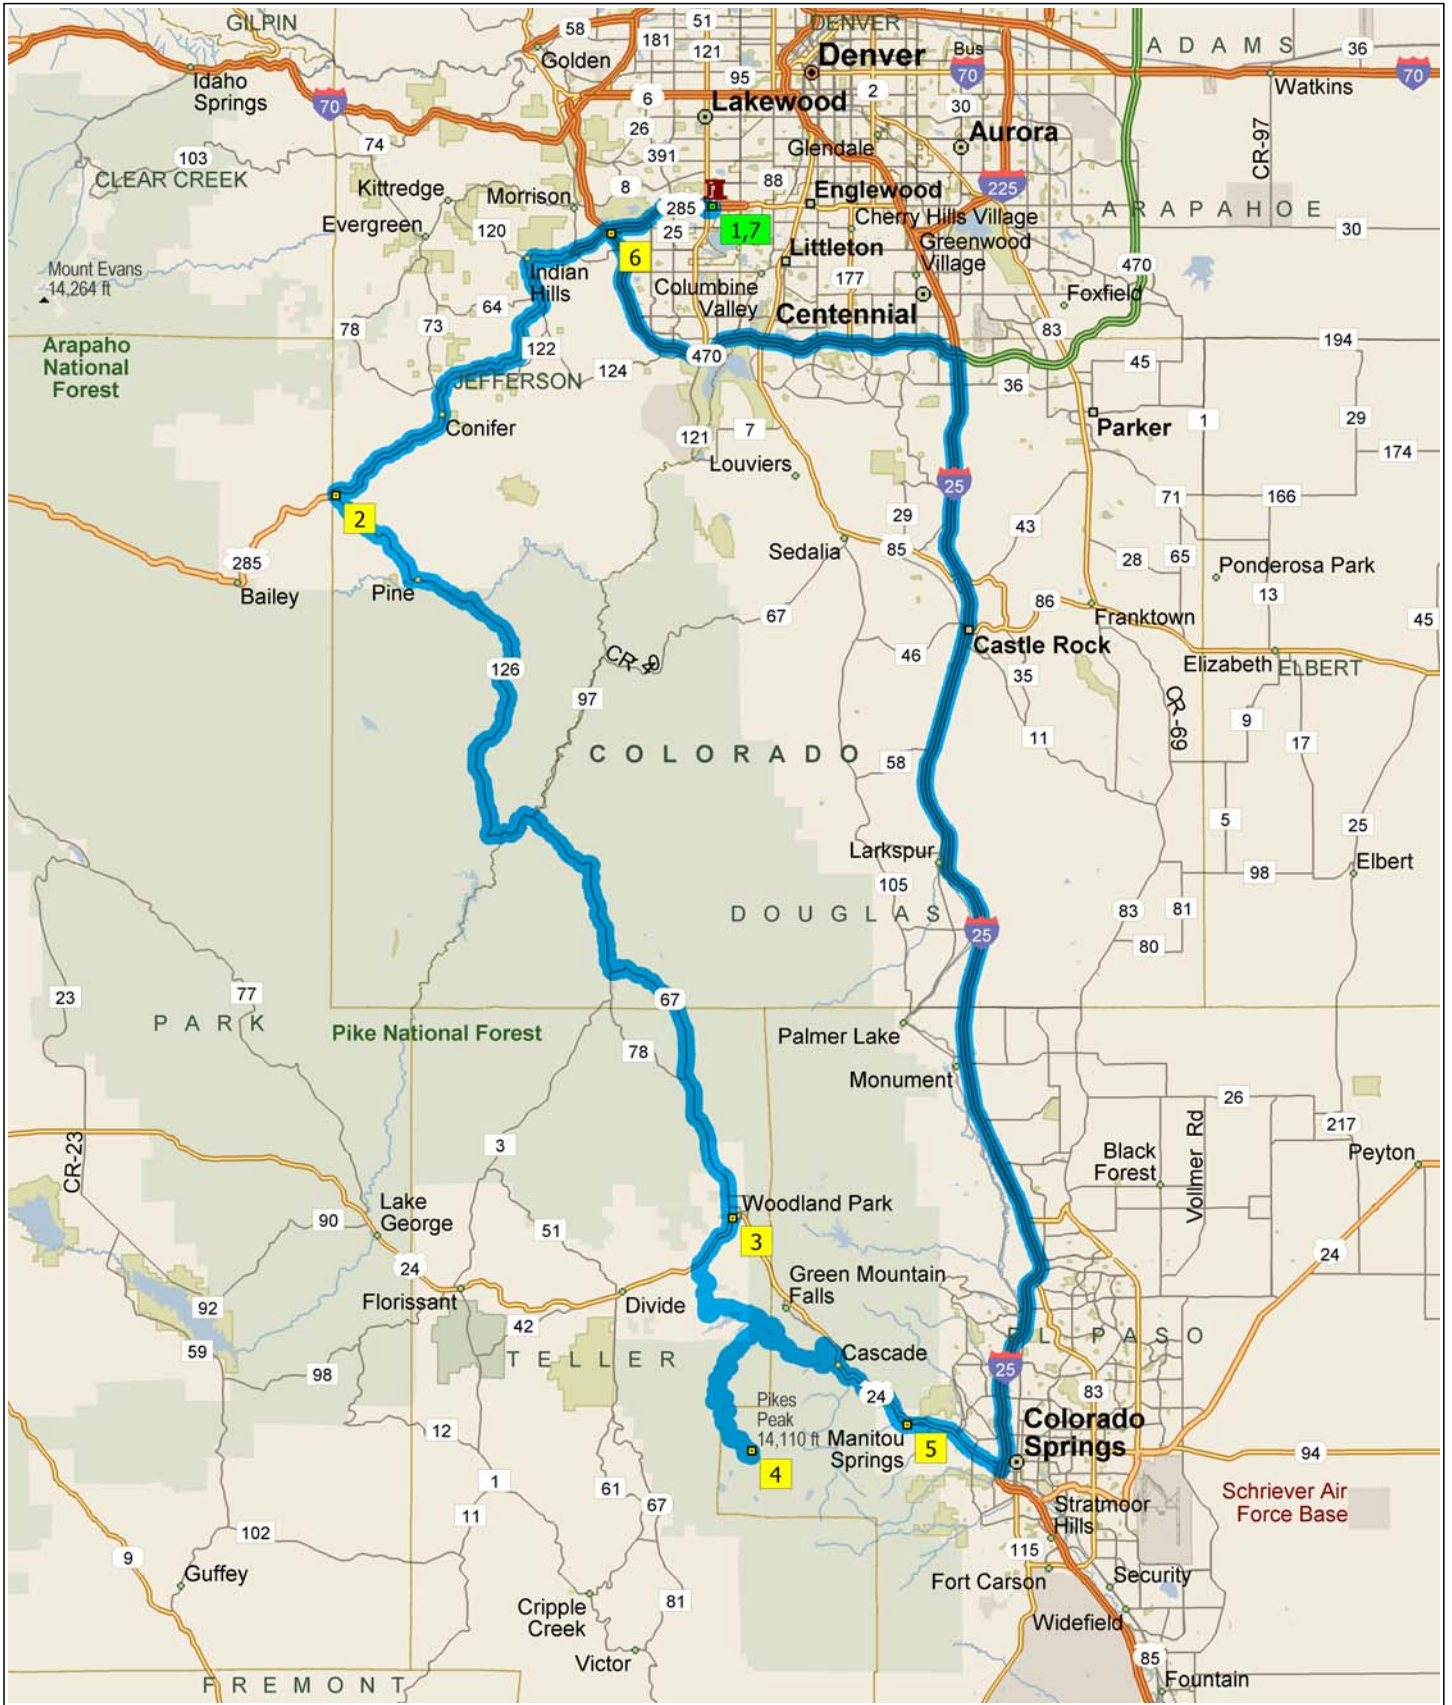 GILPIN
58
51
DENVER
181
121
Golden
Denver
Bus
70
ADAMS
36
70
Idaho
Springs
95
Watkins
70
6
2
Lakewood
30
26
Aurora
CR-97
74
Glendale
103
391
CLEAR CREEK
Kittredge
8
88
225
Morrison
Englewood
285
Cherry Hills Village
ARAPAHOE
Evergreen
120
25
1,7
Greenwood
Village
30
6
Littleton
Mount Evans
14,264 ft
Indian
Hills
177
470
Columbine
Valley
Foxfield
64
Centennial
78
73
83
194
Arapaho
National
Forest
122
470
45
124
JEFFERSON
36
Conifer
Parker
1
29
121
7
174
Louviers
25
71
166
2
29
43
Sedalia
85
28
65
285
Ponderosa Park
Bailey
Pine
13
86
67
Franktown
45
CR-40
46
Castle Rock
Elizabeth
ELBERT
126
35
97
CR-69
9
11
17
COLORADO
58
5
25
Larkspur
Elbert
98
105
DOUGLAS
83
81
25
80
23
77
67
PARK
Pike National Forest
Palmer Lake
78
Monument
26
217
3
CR-23
Black
Forest
Vollmer Rd
Peyton
Lake
George
Woodland Park
90
51
3
24
24
Green Mountain
Falls
Florissant
Divide
92
42
EL PASO
59
TELLER
Cascade
98
25
24
83
Pikes
Peak
14,110 ft
Colorado
Springs
12
Manitou
Springs
5
94
4
1
61
Schriever Air
Force Base
67
Stratmoor
Hills
11
102
115
9
Guffey
Fort Carson
Security
Cripple
Creek
81
Widefield
Victor
85
Fountain
FREMONT